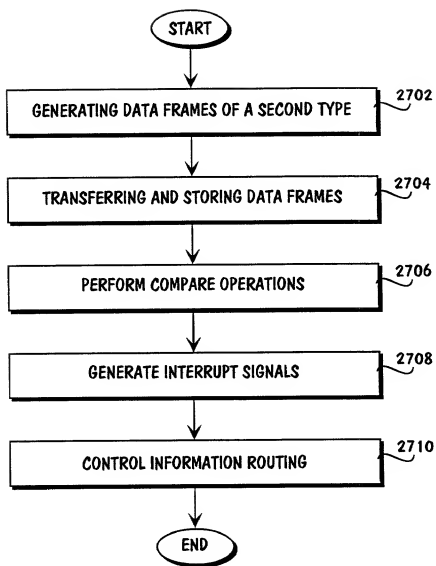 START
GENERATING DATA FRAMES OF A SECOND TYPE
2702
TRANSFERRING AND STORING DATA FRAMES
2704
PERFORM COMPARE OPERATIONS
2706
GENERATE INTERRUPT SIGNALS
2708
CONTROL INFORMATION ROUTING
2710
END